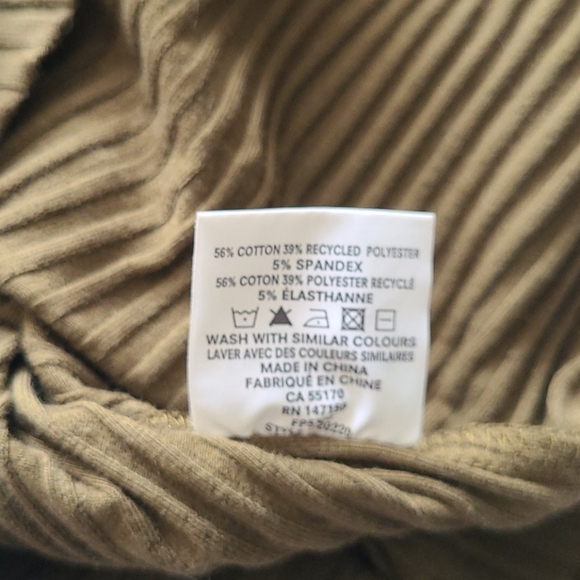 56% COTTON 39% RECYCLED POLYESTER
5% SPANDEX
56% COTON 39% POLYESTER RECYCLÉ
5% ÉLASTHANNE
WASH WITH SIMILAR COLOURS
LAVER AVEC DES COULEURS SIMILAIRES
MADE IN CHINA
FABRIQUÉ EN CHINE
CA 55170
RN